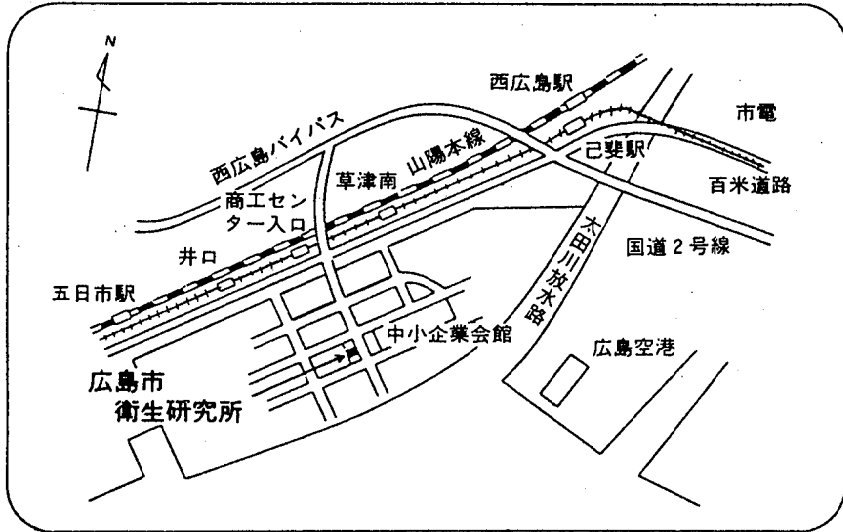 N
西広島駅
市電
西広島バイパス
山陽本線
己斐駅
草津南
百米道路
商工セン
ター入口
太田川放水路
国道2号線
井口
五日市駅
中小企業会館
広島空港
広島市
衛生研究所